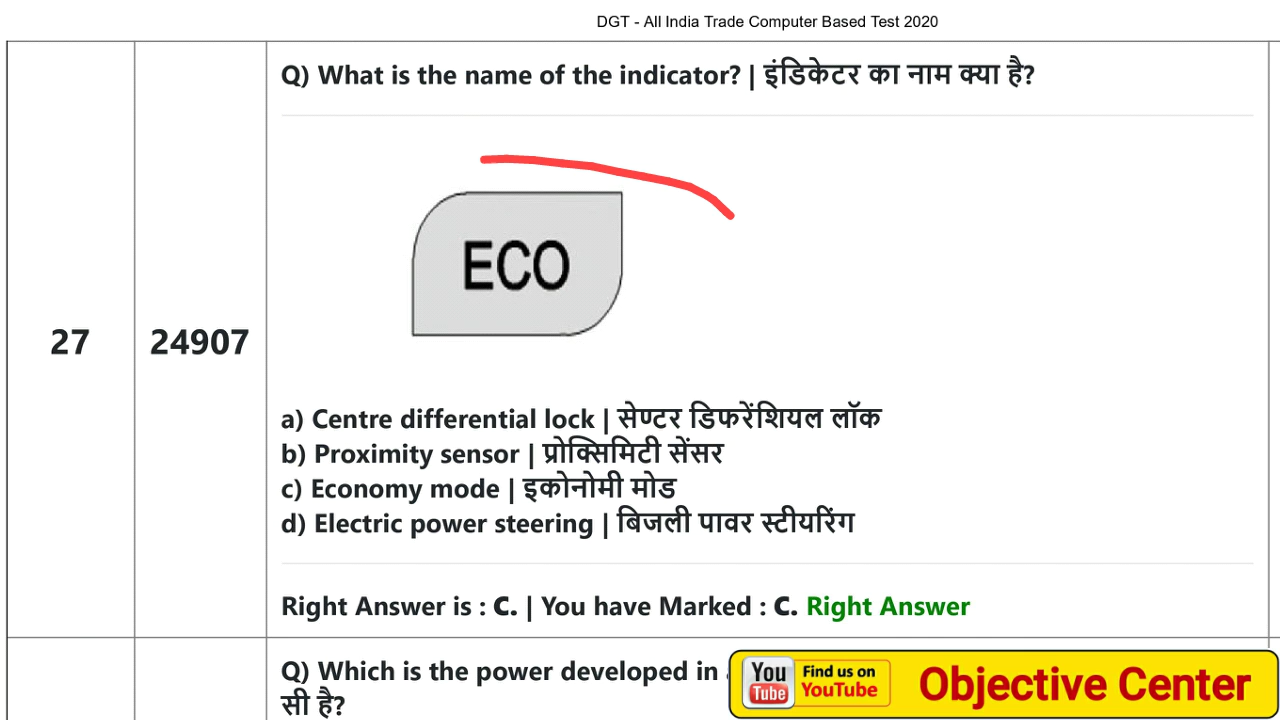 DGT - All India Trade Computer Based Test 2020
27
24907
Q) What is the name of the indicator? | इंडिकेटर का नाम क्या है?
ECO
a) Centre differential lock | सेण्टर डिफरेंशियल लॉक
b) Proximity sensor | प्रोक्सिमिटी सेंसर
c) Economy mode | इकोनोमी मोड
d) Electric power steering | बिजली पावर स्टीयरिंग
Right Answer is : C. | You have Marked : C. Right Answer
Q) Which is the power developed in
सी है?
You Tube
Find us on
YouTube
Objective Center